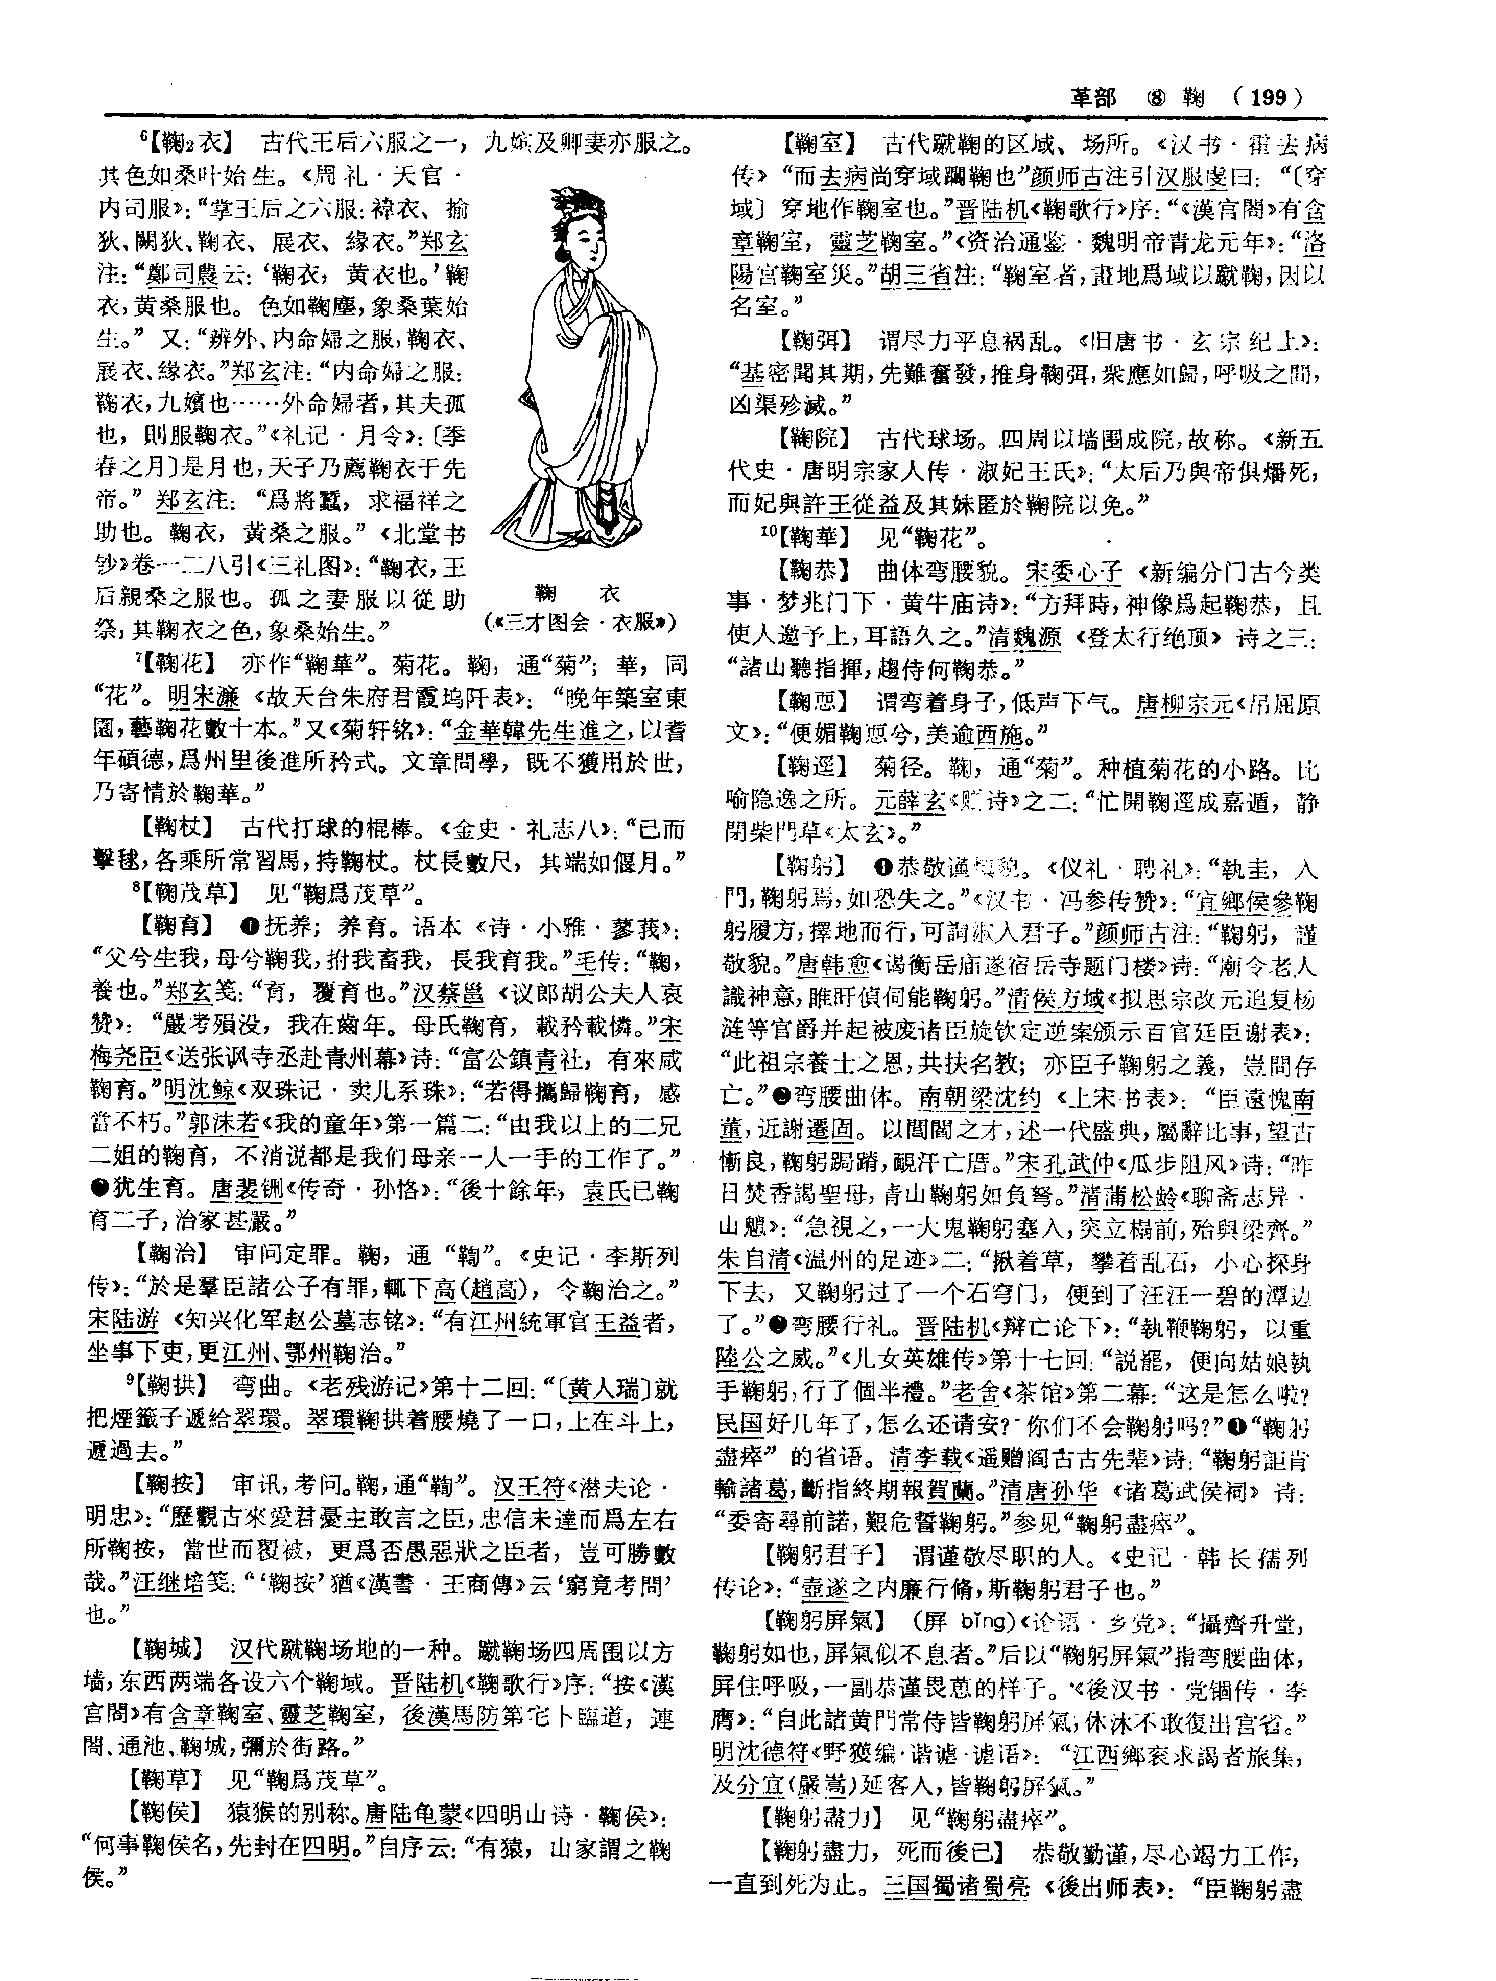 革部 ⑧ 鞠 (199)
⁶【鞠₂衣】 古代王后六服之一，九嫔及卿妻亦服之。
其色如桑叶始生。《周礼·天官·
内司服》：“掌王后之六服：褘衣、揄
狄、闕狄、鞠衣、展衣、緣衣。”郑玄
注：“鄭司農云：‘鞠衣，黄衣也。’鞠
衣，黄桑服也。色如鞠塵，象桑葉始
生。” 又：“辨外、内命婦之服，鞠衣、
展衣、緣衣。”郑玄注：“内命婦之服：
鞠衣，九嬪也……外命婦者，其夫孤
也，則服鞠衣。”《礼记·月令》：〔季
春之月〕是月也，天子乃薦鞠衣于先
帝。” 郑玄注：“爲將蠶，求福祥之
助也。鞠衣，黄桑之服。”《北堂书
钞》卷一二八引《三礼图》：“鞠衣，王
后親桑之服也。孤之妻服以從助
祭，其鞠衣之色，象桑始生。”
鞠 衣
(《三才图会·衣服》)
⁷【鞠花】 亦作“鞠華”。菊花。鞠，通“菊”；華，同
“花”。明宋濂《故天台朱府君霞坞阡表》：“晚年築室東
園，藝鞠花數十本。”又《菊轩铭》：“金華韓先生進之，以耆
年碩德，爲州里後進所矜式。文章問學，既不獲用於世，
乃寄情於鞠華。”
【鞠杖】 古代打球的棍棒。《金史·礼志八》：“已而
擊毬，各乘所常習馬，持鞠杖。杖長數尺，其端如偃月。”
⁸【鞠茂草】 见“鞠爲茂草”。
【鞠育】 ❶抚养；养育。语本《诗·小雅·蓼莪》：
“父兮生我，母兮鞠我，拊我畜我，長我育我。”毛传：“鞠，
養也。”郑玄笺：“育，覆育也。”汉蔡邕《议郎胡公夫人哀
赞》：“嚴考殞没，我在齒年。母氏鞠育，載矜載憐。”宋
梅尧臣《送张讽寺丞赴青州幕》诗：“富公鎮青社，有來咸
鞠育。”明沈鲸《双珠记·卖儿系珠》：“若得攜歸鞠育，感
當不朽。”郭沫若《我的童年》第一篇二：“由我以上的二兄
二姐的鞠育，不消说都是我们母亲一人一手的工作了。”
❷犹生育。唐裴铏《传奇·孙恪》：“後十餘年，袁氏已鞠
育二子，治家甚嚴。”
【鞠治】 审问定罪。鞠，通“鞫”。《史记·李斯列
传》：“於是羣臣諸公子有罪，輒下高(趙高)，令鞠治之。”
宋陆游《知兴化军赵公墓志铭》：“有江州統軍官王益者，
坐事下吏，更江州、鄂州鞠治。”
⁹【鞠拱】 弯曲。《老残游记》第十二回：“〔黄人瑞〕就
把煙籤子遞給翠環。翠環鞠拱着腰燒了一口，上在斗上，
遞過去。”
【鞠按】 审讯，考问。鞠，通“鞫”。汉王符《潜夫论·
明忠》：“歷觀古來愛君憂主敢言之臣，忠信未達而爲左右
所鞠按，當世而覆被，更爲否愚惡狀之臣者，豈可勝數
哉。”汪继培笺：“‘鞠按’猶《漢書·王商傳》云‘窮竟考問’
也。”
【鞠城】 汉代蹴鞠场地的一种。蹴鞠场四周围以方
墙，东西两端各设六个鞠域。晋陆机《鞠歌行》序：“按《漢
宫閣》有含章鞠室、靈芝鞠室，後漢馬防第宅卜臨道，連
閣、通池、鞠城，彌於街路。”
【鞠草】 见“鞠爲茂草”。
【鞠侯】 猿猴的别称。唐陆龟蒙《四明山诗·鞠侯》：
“何事鞠侯名，先封在四明。”自序云：“有猿，山家謂之鞠
侯。”
【鞠室】 古代蹴鞠的区域、场所。《汉书·霍去病
传》“而去病尚穿域蹋鞠也”颜师古注引汉服虔曰：“〔穿
域〕穿地作鞠室也。”晋陆机《鞠歌行》序：“《漢宫閣》有含
章鞠室，靈芝鞠室。”《资治通鉴·魏明帝青龙元年》：“洛
陽宫鞠室災。”胡三省注：“鞠室者，畫地爲域以蹴鞠，因以
名室。”
【鞠弭】 谓尽力平息祸乱。《旧唐书·玄宗纪上》：
“基密聞其期，先難奮發，推身鞠弭，衆應如歸，呼吸之間，
凶渠殄滅。”
【鞠院】 古代球场。四周以墙围成院，故称。《新五
代史·唐明宗家人传·淑妃王氏》：“太后乃與帝俱燔死，
而妃與許王從益及其妹匿於鞠院以免。”
¹⁰【鞠華】 见“鞠花”。
【鞠恭】 曲体弯腰貌。宋委心子《新编分门古今类
事·梦兆门下·黄牛庙诗》：“方拜時，神像爲起鞠恭，且
使人邀予上，耳語久之。”清魏源《登太行绝顶》诗之三：
“諸山聽指揮，趨侍何鞠恭。”
【鞠恧】 谓弯着身子，低声下气。唐柳宗元《吊屈原
文》：“便媚鞠恧兮，美逾西施。”
【鞠逕】 菊径。鞠，通“菊”。种植菊花的小路。比
喻隐逸之所。元薛玄《贮诗》之二：“忙開鞠逕成嘉遁，静
閉柴門草《太玄》。”
【鞠躬】 ❶恭敬谨慎貌。《仪礼·聘礼》：“執圭，入
門，鞠躬焉，如恐失之。”《汉书·冯参传赞》：“宜鄉侯參鞠
躬履方，擇地而行，可謂淑人君子。”颜师古注：“鞠躬，謹
敬貌。”唐韩愈《谒衡岳庙遂宿岳寺题门楼》诗：“廟令老人
識神意，睢盱偵伺能鞠躬。”清侯方域《拟思宗改元追复杨
涟等官爵并起被废诸臣旋钦定逆案颁示百官廷臣谢表》：
“此祖宗養士之恩，共扶名教；亦臣子鞠躬之義，豈問存
亡。”❷弯腰曲体。南朝梁沈约《上宋书表》：“臣遠愧南
董，近謝遷固。以閭閻之才，述一代盛典，屬辭比事，望古
慚良，鞠躬跼蹐，靦汗亡厝。”宋孔武仲《瓜步阻风》诗：“昨
日焚香謁聖母，青山鞠躬如負弩。”清蒲松龄《聊斋志异·
山魈》：“急視之，一大鬼鞠躬塞入，突立榻前，殆與梁齊。”
朱自清《温州的足迹》二：“揪着草，攀着乱石，小心探身
下去，又鞠躬过了一个石穹门，便到了汪汪一碧的潭边
了。”❸弯腰行礼。晋陆机《辩亡论下》：“執鞭鞠躬，以重
陸公之威。”《儿女英雄传》第十七回：“説罷，便向姑娘執
手鞠躬，行了個半禮。”老舍《茶馆》第二幕：“这是怎么啦？
民国好几年了，怎么还请安？你们不会鞠躬吗？”❹“鞠躬
盡瘁”的省语。清李载《遥赠阎古古先辈》诗：“鞠躬詎肯
輸諸葛，斷指終期報賀蘭。”清唐孙华《诸葛武侯祠》诗：
“委寄尋前諾，艱危誓鞠躬。”参见“鞠躬盡瘁”。
【鞠躬君子】 谓谨敬尽职的人。《史记·韩长孺列
传论》：“壺遂之内廉行脩，斯鞠躬君子也。”
【鞠躬屏氣】 (屏 bǐng)《论语·乡党》：“攝齊升堂，
鞠躬如也，屏氣似不息者。”后以“鞠躬屏氣”指弯腰曲体，
屏住呼吸，一副恭谨畏葸的样子。《後汉书·党锢传·李
膺》：“自此諸黄門常侍皆鞠躬屏氣，休沐不敢復出宫省。”
明沈德符《野獲编·谐谑·谑语》：“江西鄉衮求謁者旅集，
及分宜(嚴嵩)延客人，皆鞠躬屏氣。”
【鞠躬盡力】 见“鞠躬盡瘁”。
【鞠躬盡力，死而後已】 恭敬勤谨，尽心竭力工作，
一直到死为止。三国蜀诸葛亮《後出师表》：“臣鞠躬盡